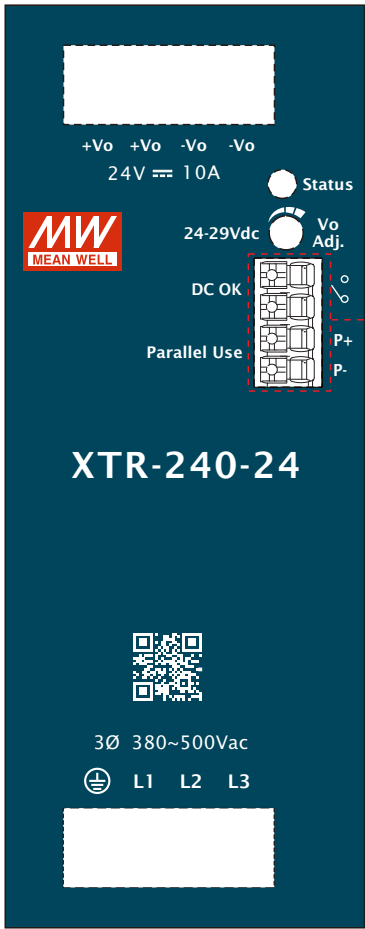 +Vo +Vo -Vo -Vo
24V ⎓ 10A
Status
24-29Vdc
Vo
Adj.
MW
MEAN WELL
DC OK
P+
Parallel Use
P-
XTR-240-24
3Ø 380~500Vac
L1 L2 L3